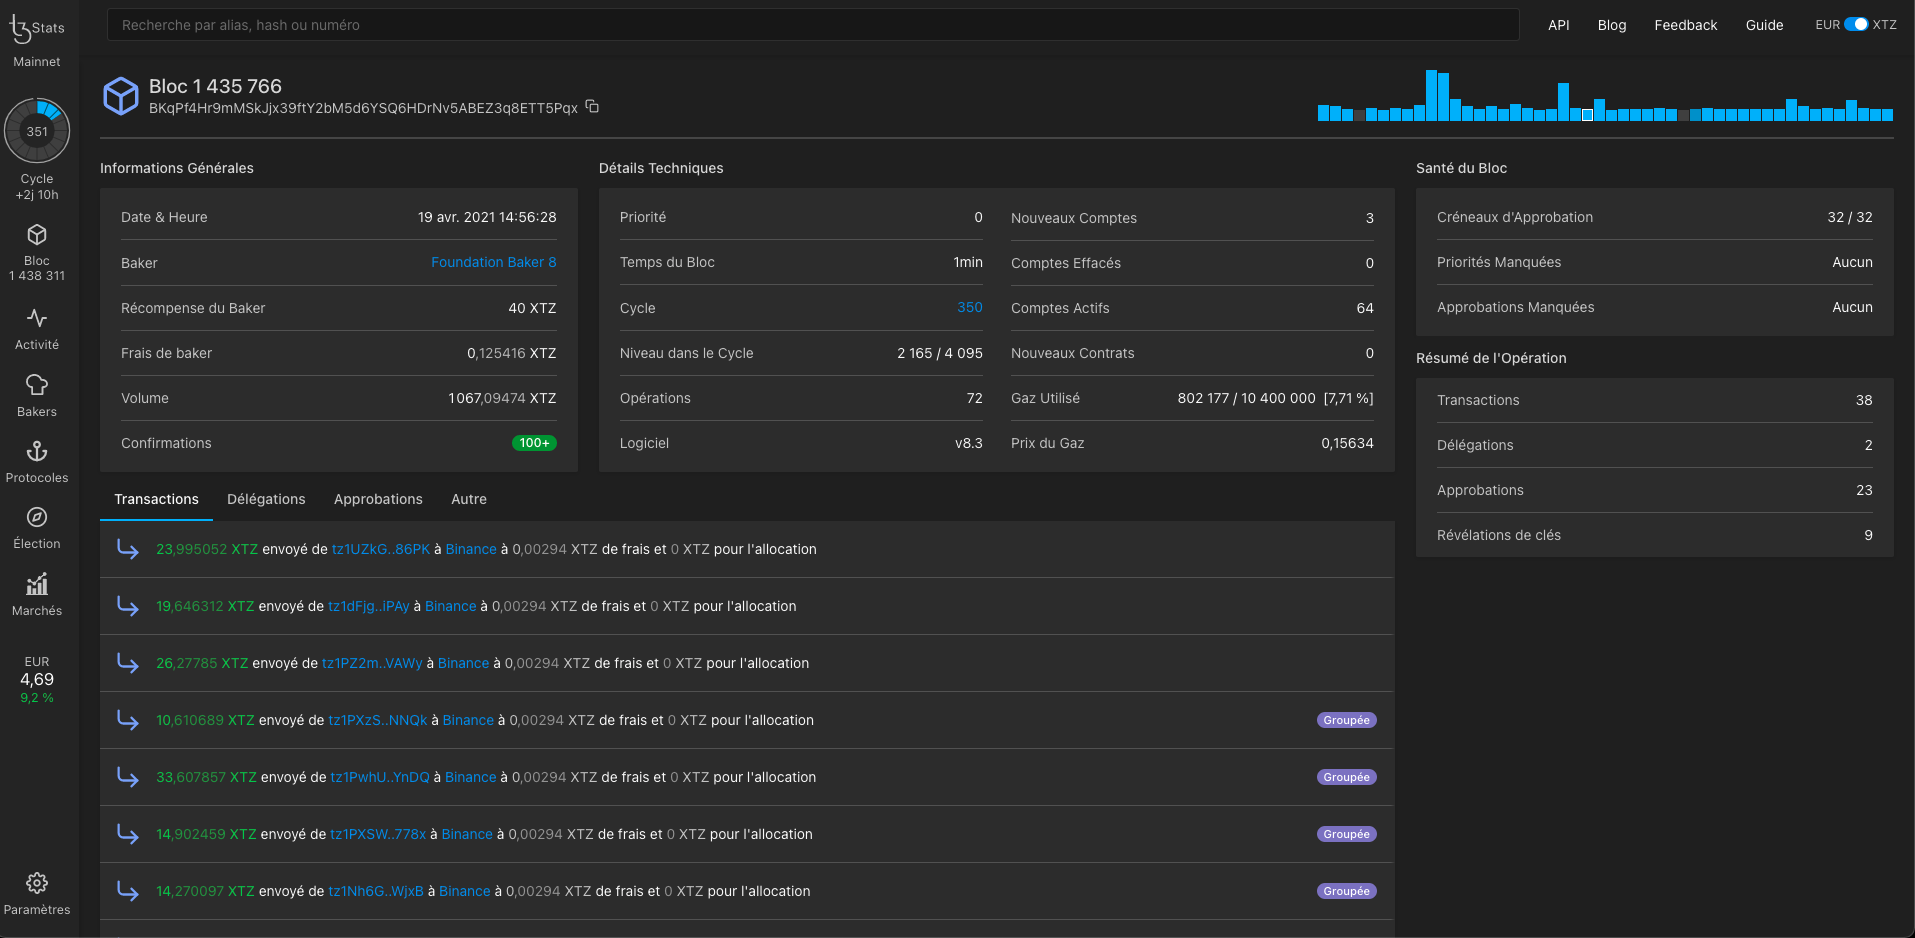 Stats
Mainnet
351
Cycle
+2j 10h
Bloc
1 438 311
Activité
Bakers
Protocoles
Élection
Marchés
EUR
4,69
9,2 %
Paramètres
Recherche par alias, hash ou numéro
API Blog Feedback Guide EUR XTZ
Bloc 1 435 766
BKqPf4Hr9mMSkJjx39ftY2bM5d6YSQ6HDrNv5ABEZ3q8ETT5Pqx
Informations Générales
Date & Heure 19 avr. 2021 14:56:28
Baker Foundation Baker 8
Récompense du Baker 40 XTZ
Frais de baker 0,125416 XTZ
Volume 1 067,09474 XTZ
Confirmations 100+
Détails Techniques
Priorité 0
Temps du Bloc 1min
Cycle 350
Niveau dans le Cycle 2 165 / 4 095
Opérations 72
Logiciel v8.3
Nouveaux Comptes 3
Comptes Effacés 0
Comptes Actifs 64
Nouveaux Contrats 0
Gaz Utilisé 802 177 / 10 400 000 [7,71 %]
Prix du Gaz 0,15634
Santé du Bloc
Créneaux d'Approbation 32 / 32
Priorités Manquées Aucun
Approbations Manquées Aucun
Résumé de l'Opération
Transactions 38
Délégations 2
Approbations 23
Révélations de clés 9
Transactions Délégations Approbations Autre
23,995052 XTZ envoyé de tz1UZkG..86PK à Binance à 0,00294 XTZ de frais et 0 XTZ pour l'allocation
19,646312 XTZ envoyé de tz1dFjg..iPAy à Binance à 0,00294 XTZ de frais et 0 XTZ pour l'allocation
26,27785 XTZ envoyé de tz1PZ2m..VAWy à Binance à 0,00294 XTZ de frais et 0 XTZ pour l'allocation
10,610689 XTZ envoyé de tz1PXzS..NNQk à Binance à 0,00294 XTZ de frais et 0 XTZ pour l'allocation Groupée
33,607857 XTZ envoyé de tz1PwhU..YnDQ à Binance à 0,00294 XTZ de frais et 0 XTZ pour l'allocation Groupée
14,902459 XTZ envoyé de tz1PXSW..778x à Binance à 0,00294 XTZ de frais et 0 XTZ pour l'allocation Groupée
14,270097 XTZ envoyé de tz1Nh6G..WjxB à Binance à 0,00294 XTZ de frais et 0 XTZ pour l'allocation Groupée